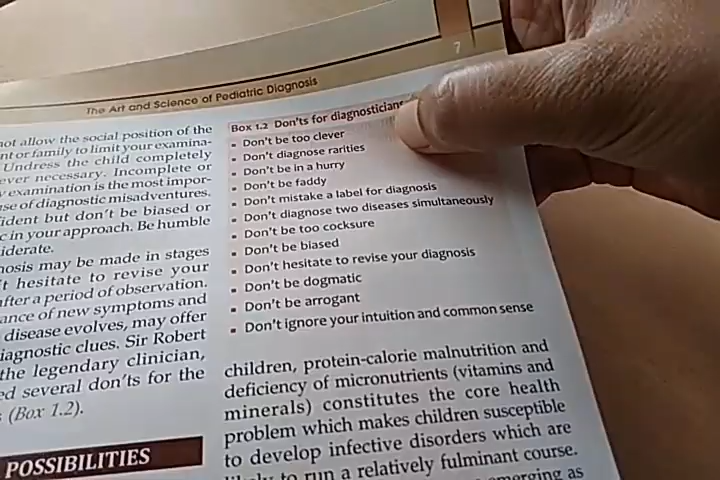 7
The Art and Science of Pediatric Diagnosis
not allow the social position of the
or family to limit your examina-
Undress the child completely
ever necessary. Incomplete or
examination is the most impor-
se of diagnostic misadventures.
ident but don't be biased or
c in your approach. Be humble
iderate.
nosis may be made in stages
't hesitate to revise your
fter a period of observation.
ance of new symptoms and
disease evolves, may offer
iagnostic clues. Sir Robert
the legendary clinician,
ed several don'ts for the
(Box 1.2).
POSSIBILITIES
Box 1.2 Don'ts for diagnosticians
▪ Don't be too clever
▪ Don't diagnose rarities
▪ Don't be in a hurry
▪ Don't be faddy
▪ Don't mistake a label for diagnosis
▪ Don't diagnose two diseases simultaneously
▪ Don't be too cocksure
▪ Don't be biased
▪ Don't hesitate to revise your diagnosis
▪ Don't be dogmatic
▪ Don't be arrogant
▪ Don't ignore your intuition and common sense
children, protein-calorie malnutrition and
deficiency of micronutrients (vitamins and
minerals) constitutes the core health
problem which makes children susceptible
to develop infective disorders which are
to run a relatively fulminant course.
emerging as